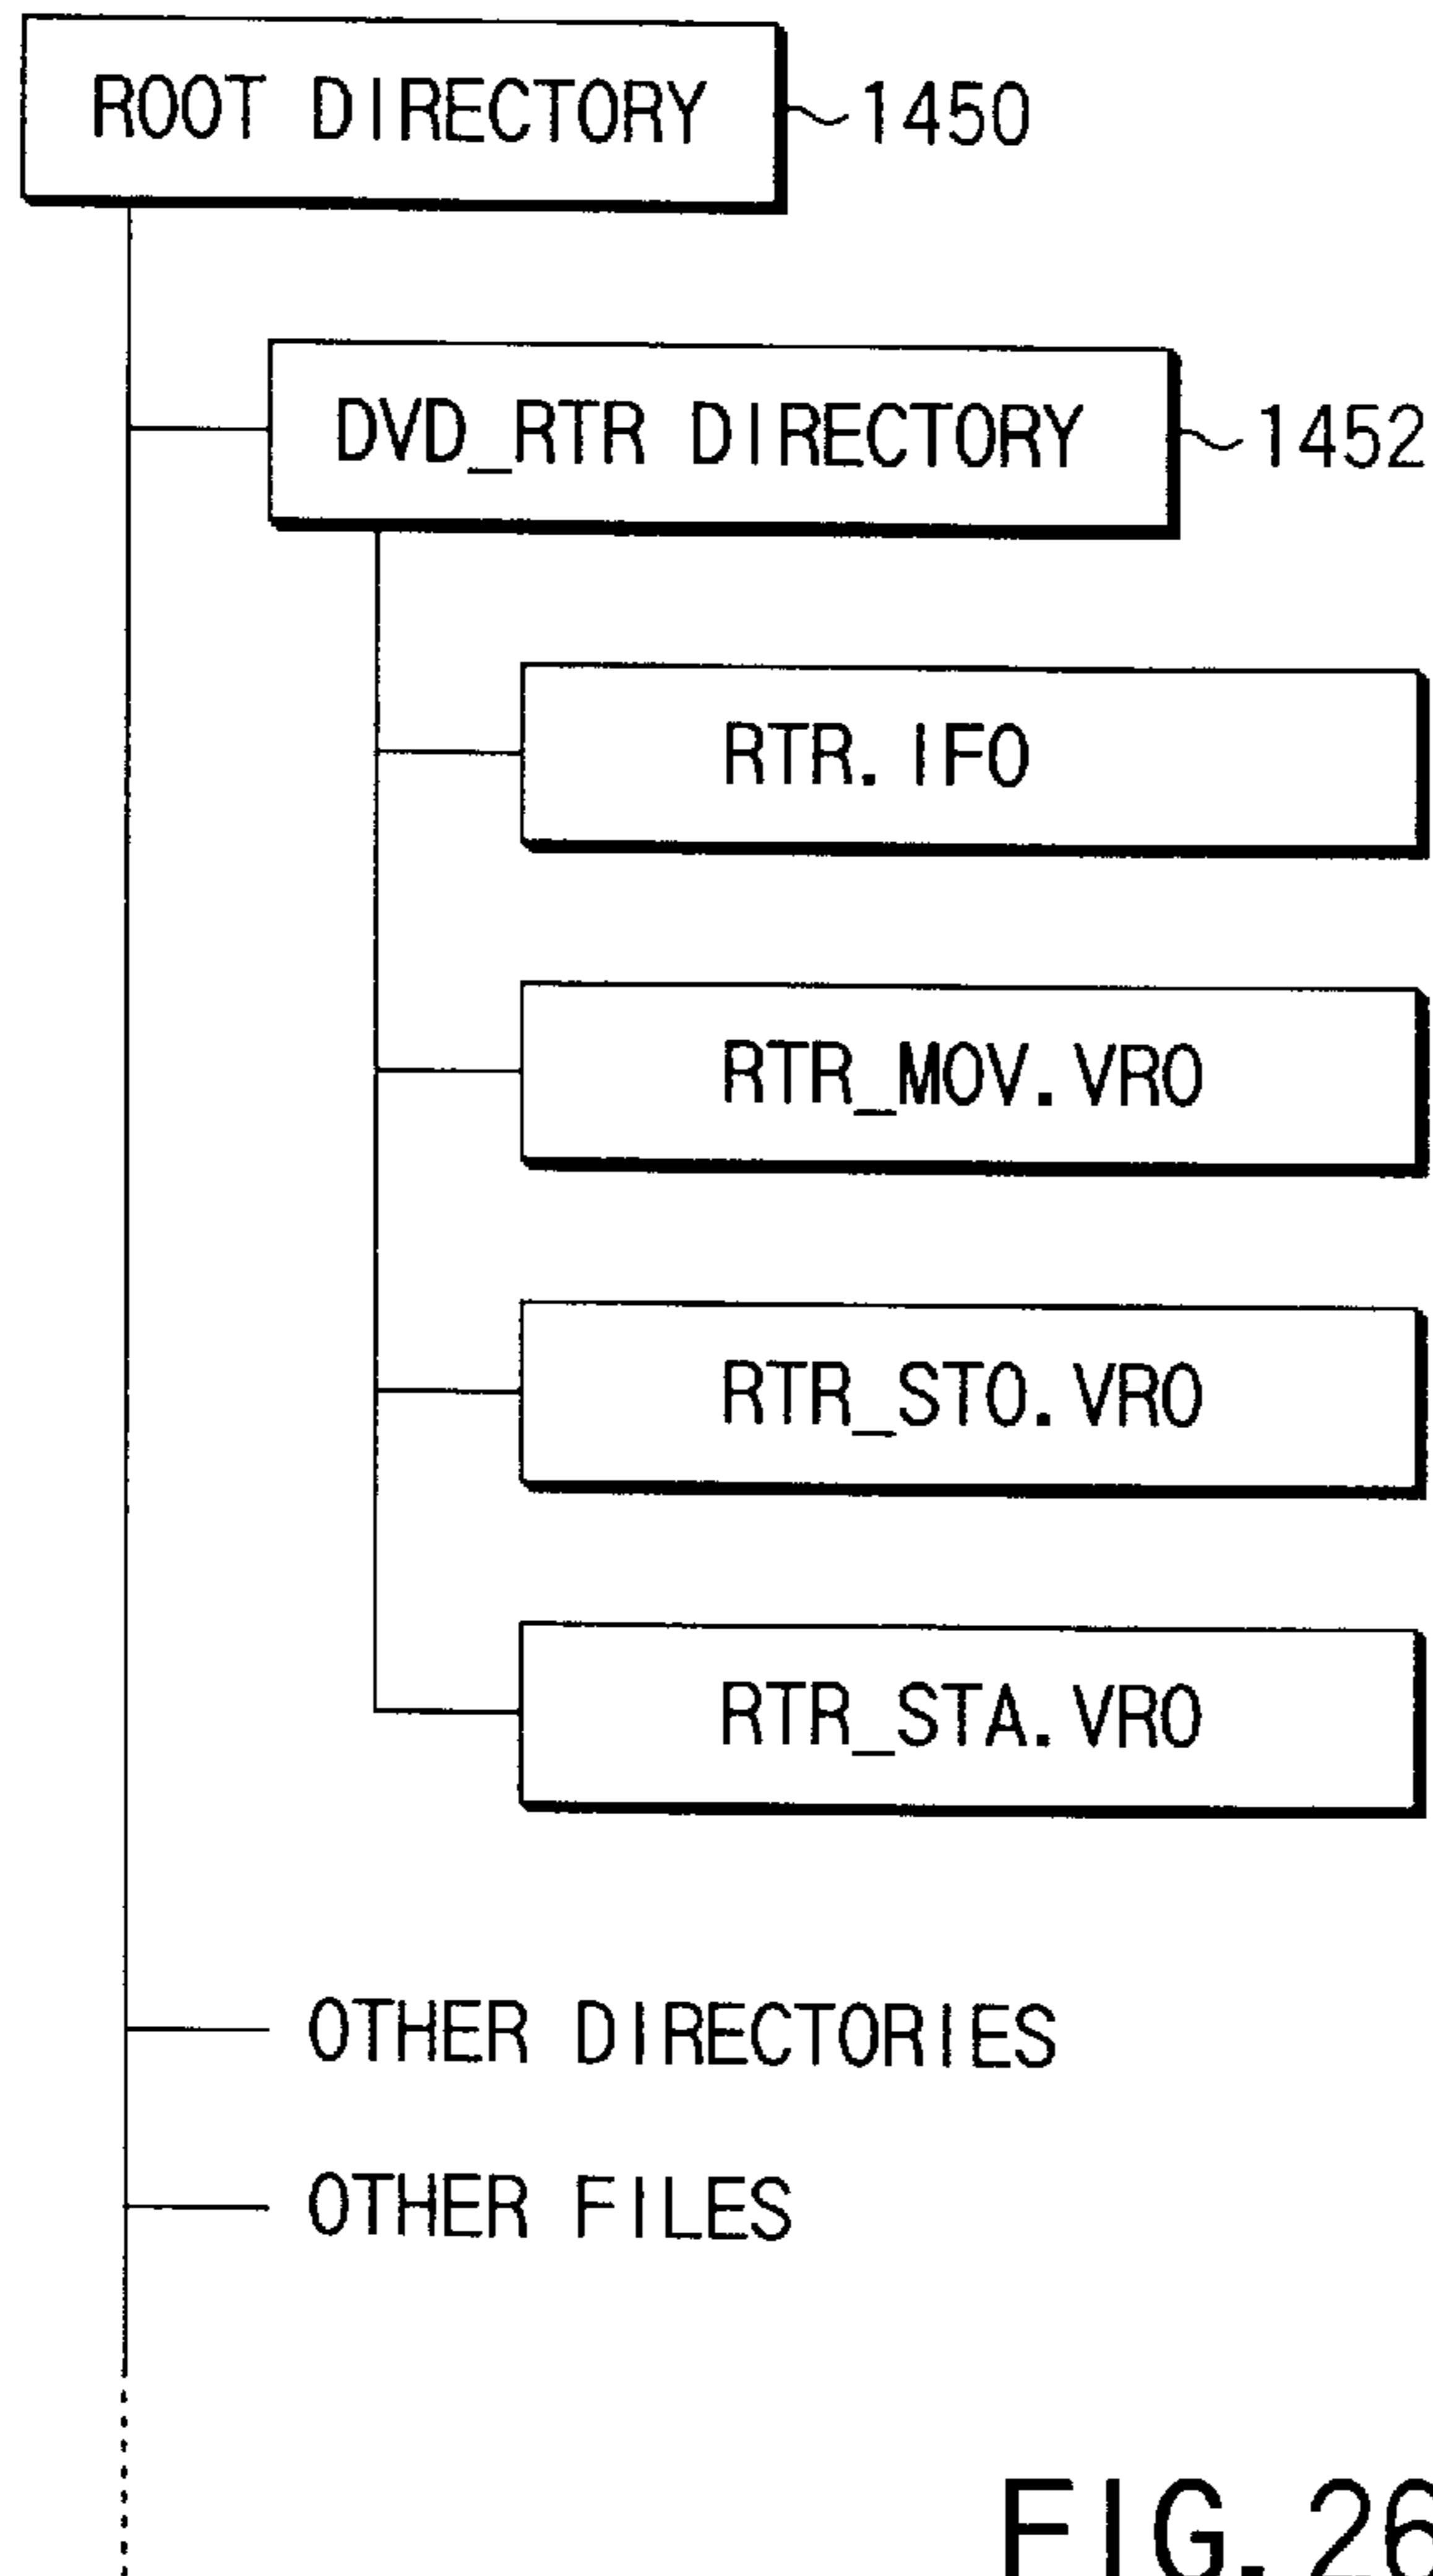 ROOT DIRECTORY 1450
DVD_RTR DIRECTORY 1452
RTR.IFO
RTR_MOV.VRO
RTR_STO.VRO
RTR_STA.VRO
OTHER DIRECTORIES
OTHER FILES
FIG.26